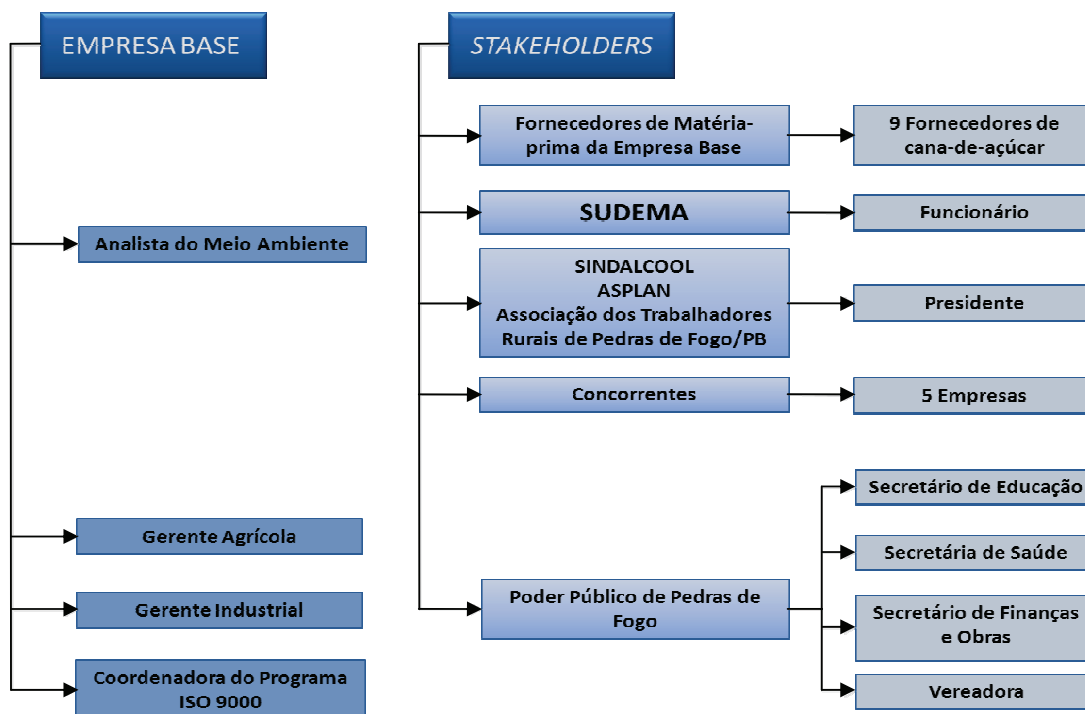 EMPRESA BASE
Analista do Meio Ambiente
Gerente Agrícola
Gerente Industrial
Coordenadora do Programa
ISO 9000
STAKEHOLDERS
Fornecedores de Matéria-
prima da Empresa Base
9 Fornecedores de
cana-de-açúcar
SUDEMA
Funcionário
SINDALCOOL
ASPLAN
Associação dos Trabalhadores
Rurais de Pedras de Fogo/PB
Presidente
Concorrentes
5 Empresas
Poder Público de Pedras de
Fogo
Secretário de Educação
Secretária de Saúde
Secretário de Finanças
e Obras
Vereadora